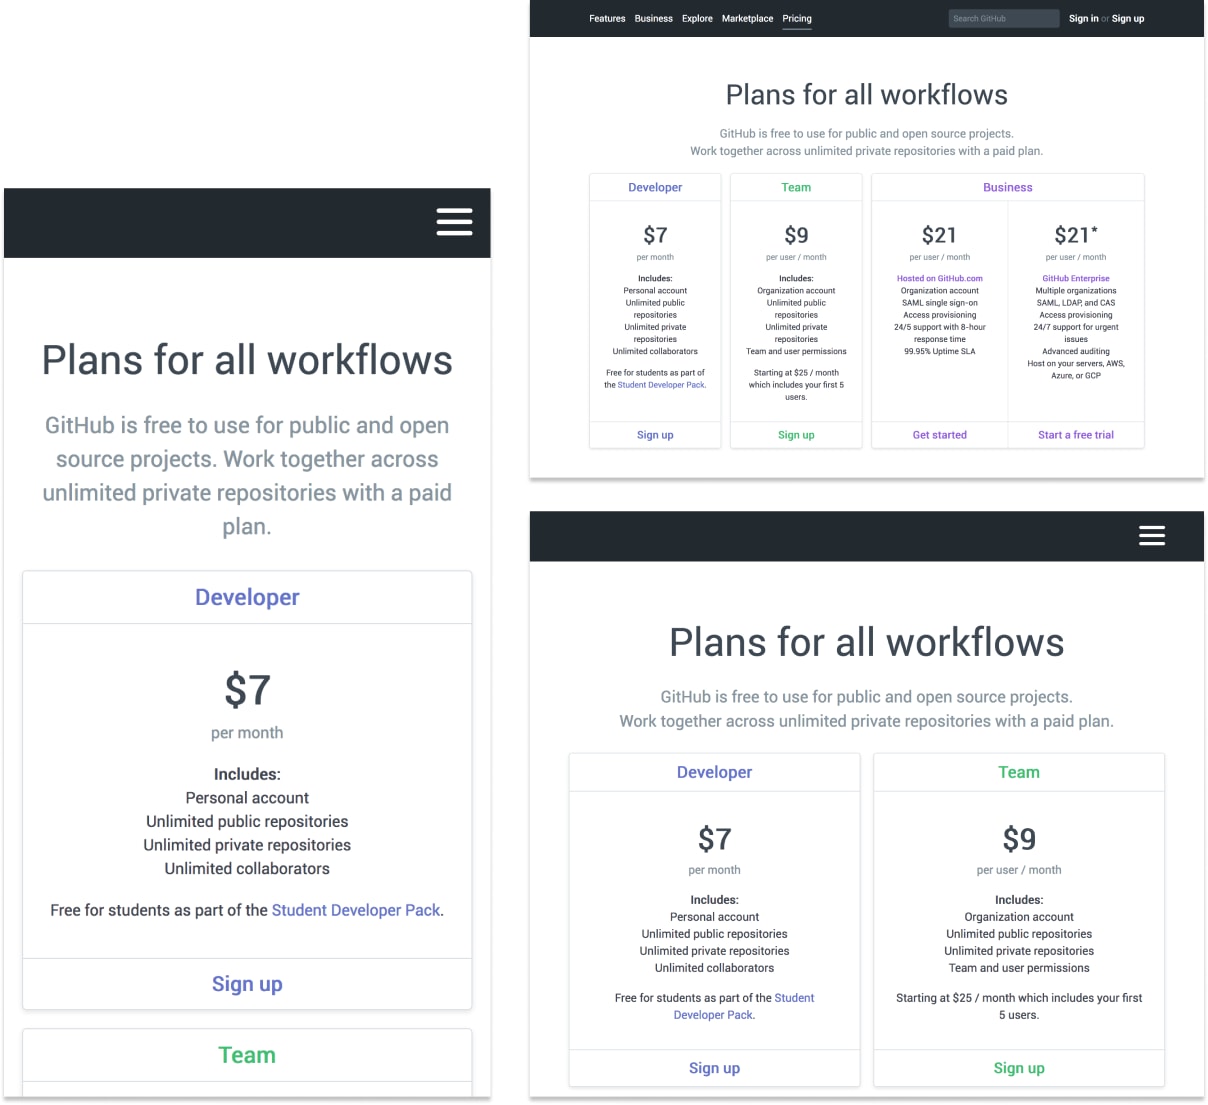 Plans for all workflows
GitHub is free to use for public and open
source projects. Work together across
unlimited private repositories with a paid
plan.
Developer
$7
per month
Includes:
Personal account
Unlimited public repositories
Unlimited private repositories
Unlimited collaborators
Free for students as part of the Student Developer Pack.
Sign up
Team
Features Business Explore Marketplace Pricing Search GitHub Sign in or Sign up
Plans for all workflows
GitHub is free to use for public and open source projects.
Work together across unlimited private repositories with a paid plan.
Developer
$7
per month
Includes:
Personal account
Unlimited public
repositories
Unlimited private
repositories
Unlimited collaborators
Free for students as part of
the Student Developer Pack.
Sign up
Team
$9
per user / month
Includes:
Organization account
Unlimited public
repositories
Unlimited private
repositories
Team and user permissions
Starting at $25 / month
which includes your first 5
users.
Sign up
Business
$21
per user / month
Hosted on GitHub.com
Organization account
SAML single sign-on
Access provisioning
24/5 support with 8-hour
response time
99.95% Uptime SLA
Get started
$21*
per user / month
GitHub Enterprise
Multiple organizations
SAML, LDAP, and CAS
Access provisioning
24/7 support for urgent
issues
Advanced auditing
Host on your servers, AWS,
Azure, or GCP
Start a free trial
Plans for all workflows
GitHub is free to use for public and open source projects.
Work together across unlimited private repositories with a paid plan.
Developer
$7
per month
Includes:
Personal account
Unlimited public repositories
Unlimited private repositories
Unlimited collaborators
Free for students as part of the Student
Developer Pack.
Sign up
Team
$9
per user / month
Includes:
Organization account
Unlimited public repositories
Unlimited private repositories
Team and user permissions
Starting at $25 / month which includes your first
5 users.
Sign up